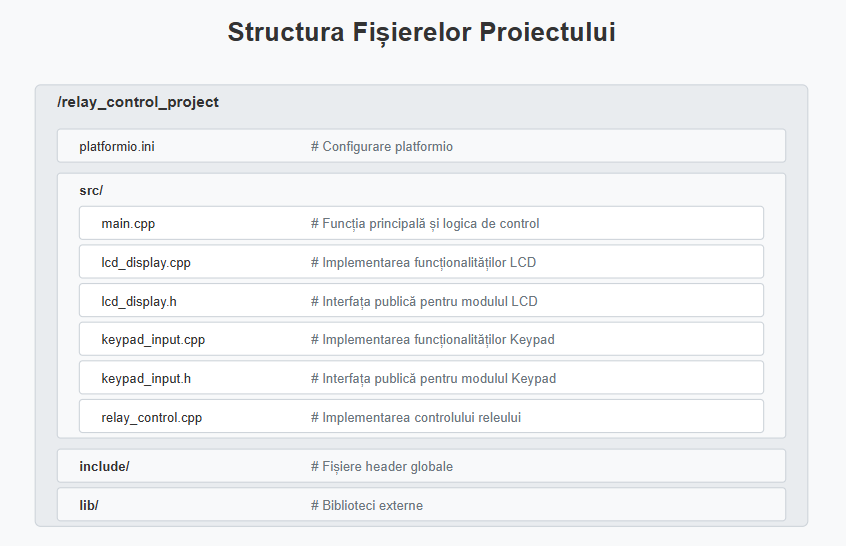 Structura Fișierelor Proiectului
/relay_control_project
platformio.ini # Configurare platformio
src/
main.cpp # Funcția principală și logica de control
lcd_display.cpp # Implementarea funcționalităților LCD
lcd_display.h # Interfața publică pentru modulul LCD
keypad_input.cpp # Implementarea funcționalităților Keypad
keypad_input.h # Interfața publică pentru modulul Keypad
relay_control.cpp # Implementarea controlului releului
include/ # Fișiere header globale
lib/ # Biblioteci externe